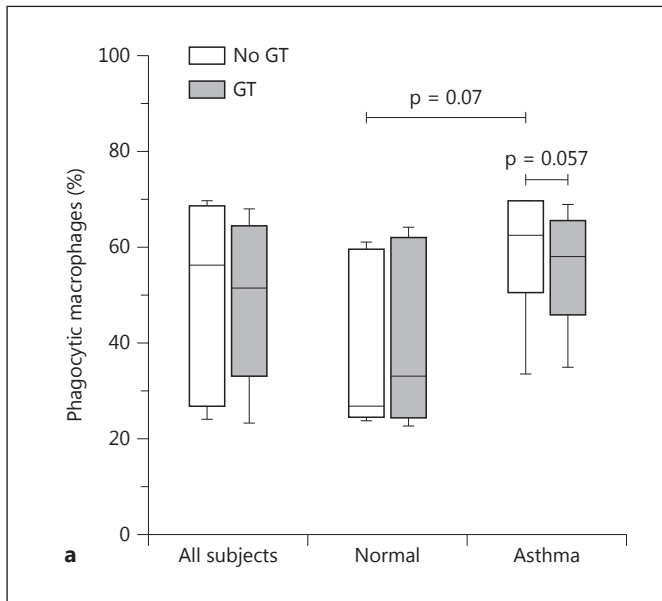 100
80
60
40
20
0
Phagocytic macrophages (%)
No GT
GT
p = 0.07
p = 0.057
All subjects
Normal
Asthma
a